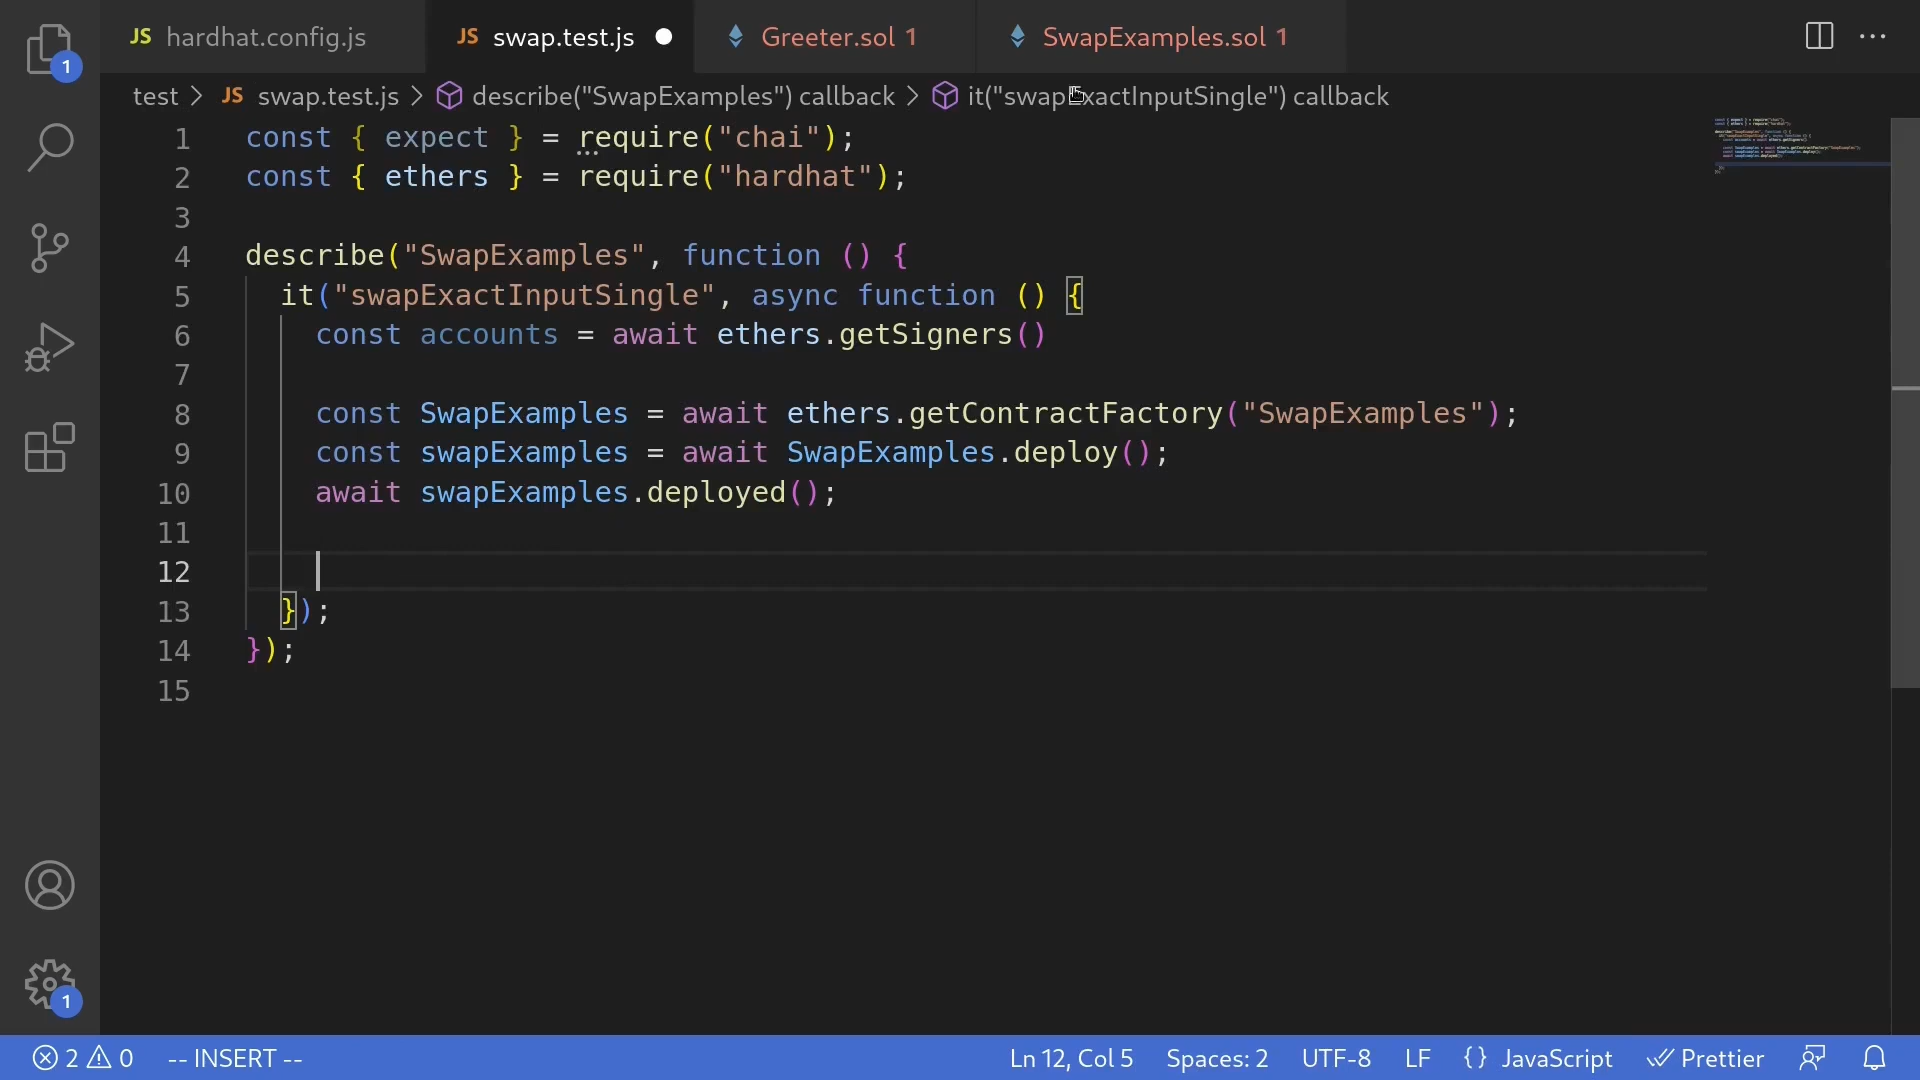 JS hardhat.config.js JS swap.test.js Greeter.sol 1 SwapExamples.sol 1
test > JS swap.test.js > describe("SwapExamples") callback > it("swapExactInputSingle") callback
1
1 const { expect } = require("chai");
2 const { ethers } = require("hardhat");
3
4 describe("SwapExamples", function () {
5 it("swapExactInputSingle", async function () {
6 const accounts = await ethers.getSigners()
7
8 const SwapExamples = await ethers.getContractFactory("SwapExamples");
9 const swapExamples = await SwapExamples.deploy();
10 await swapExamples.deployed();
11
12
13 });
14 });
15
1
2 0 -- INSERT -- Ln 12, Col 5 Spaces: 2 UTF-8 LF {} JavaScript Prettier